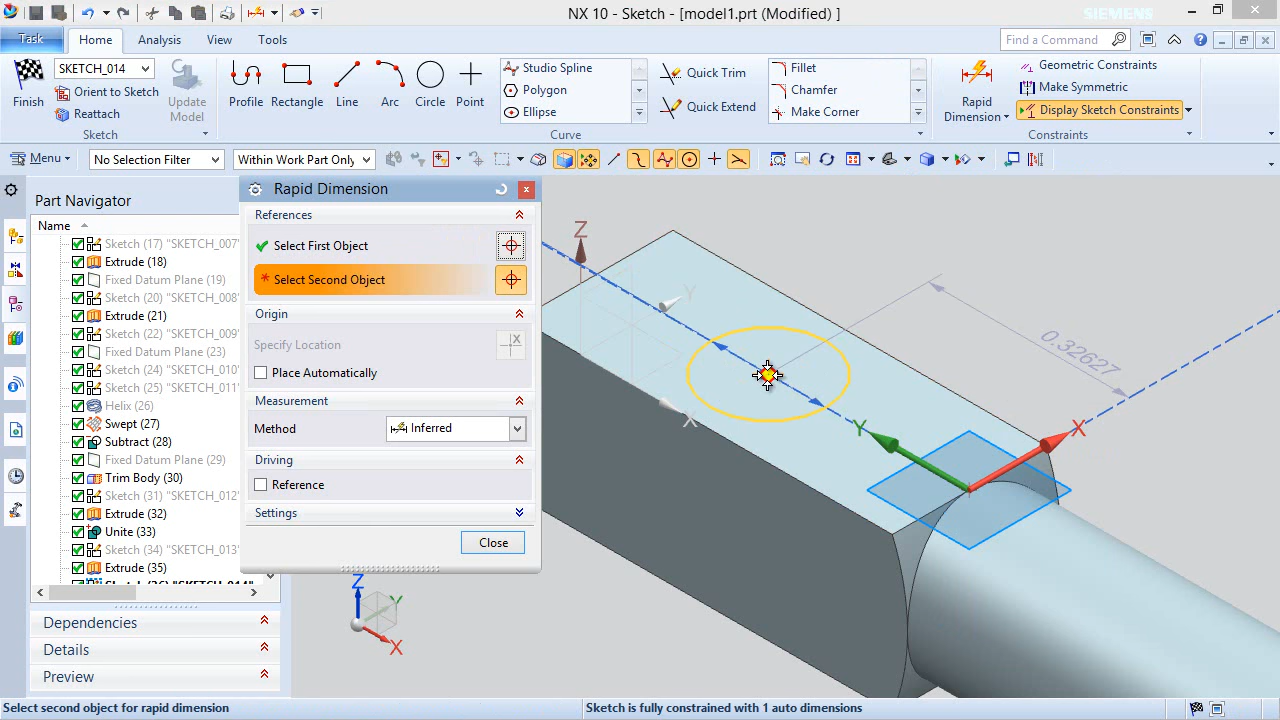 NX 10 - Sketch - [model1.prt (Modified) ]
SIEMENS
Task
Home
Analysis
View
Tools
Find a Command
Finish
SKETCH_014
Orient to Sketch
Reattach
Update
Model
Sketch
Profile
Rectangle
Line
Arc
Circle
Point
Studio Spline
Polygon
Ellipse
Quick Trim
Quick Extend
Fillet
Chamfer
Make Corner
Curve
Rapid
Dimension
Geometric Constraints
Make Symmetric
Display Sketch Constraints
Constraints
Menu
No Selection Filter
Within Work Part Only
Part Navigator
Name
Sketch (17) "SKETCH_007
Extrude (18)
Fixed Datum Plane (19)
Sketch (20) "SKETCH_008
Extrude (21)
Sketch (22) "SKETCH_009
Fixed Datum Plane (23)
Sketch (24) "SKETCH_010
Sketch (25) "SKETCH_011
Helix (26)
Swept (27)
Subtract (28)
Fixed Datum Plane (29)
Trim Body (30)
Sketch (31) "SKETCH_012
Extrude (32)
Unite (33)
Sketch (34) "SKETCH_013
Extrude (35)
Dependencies
Details
Preview
Rapid Dimension
References
Select First Object
* Select Second Object
Origin
Specify Location
Place Automatically
Measurement
Method
Inferred
Driving
Reference
Settings
Close
Z
Y
X
0.32627
Y
X
Z
Y
X
Select second object for rapid dimension
Sketch is fully constrained with 1 auto dimensions